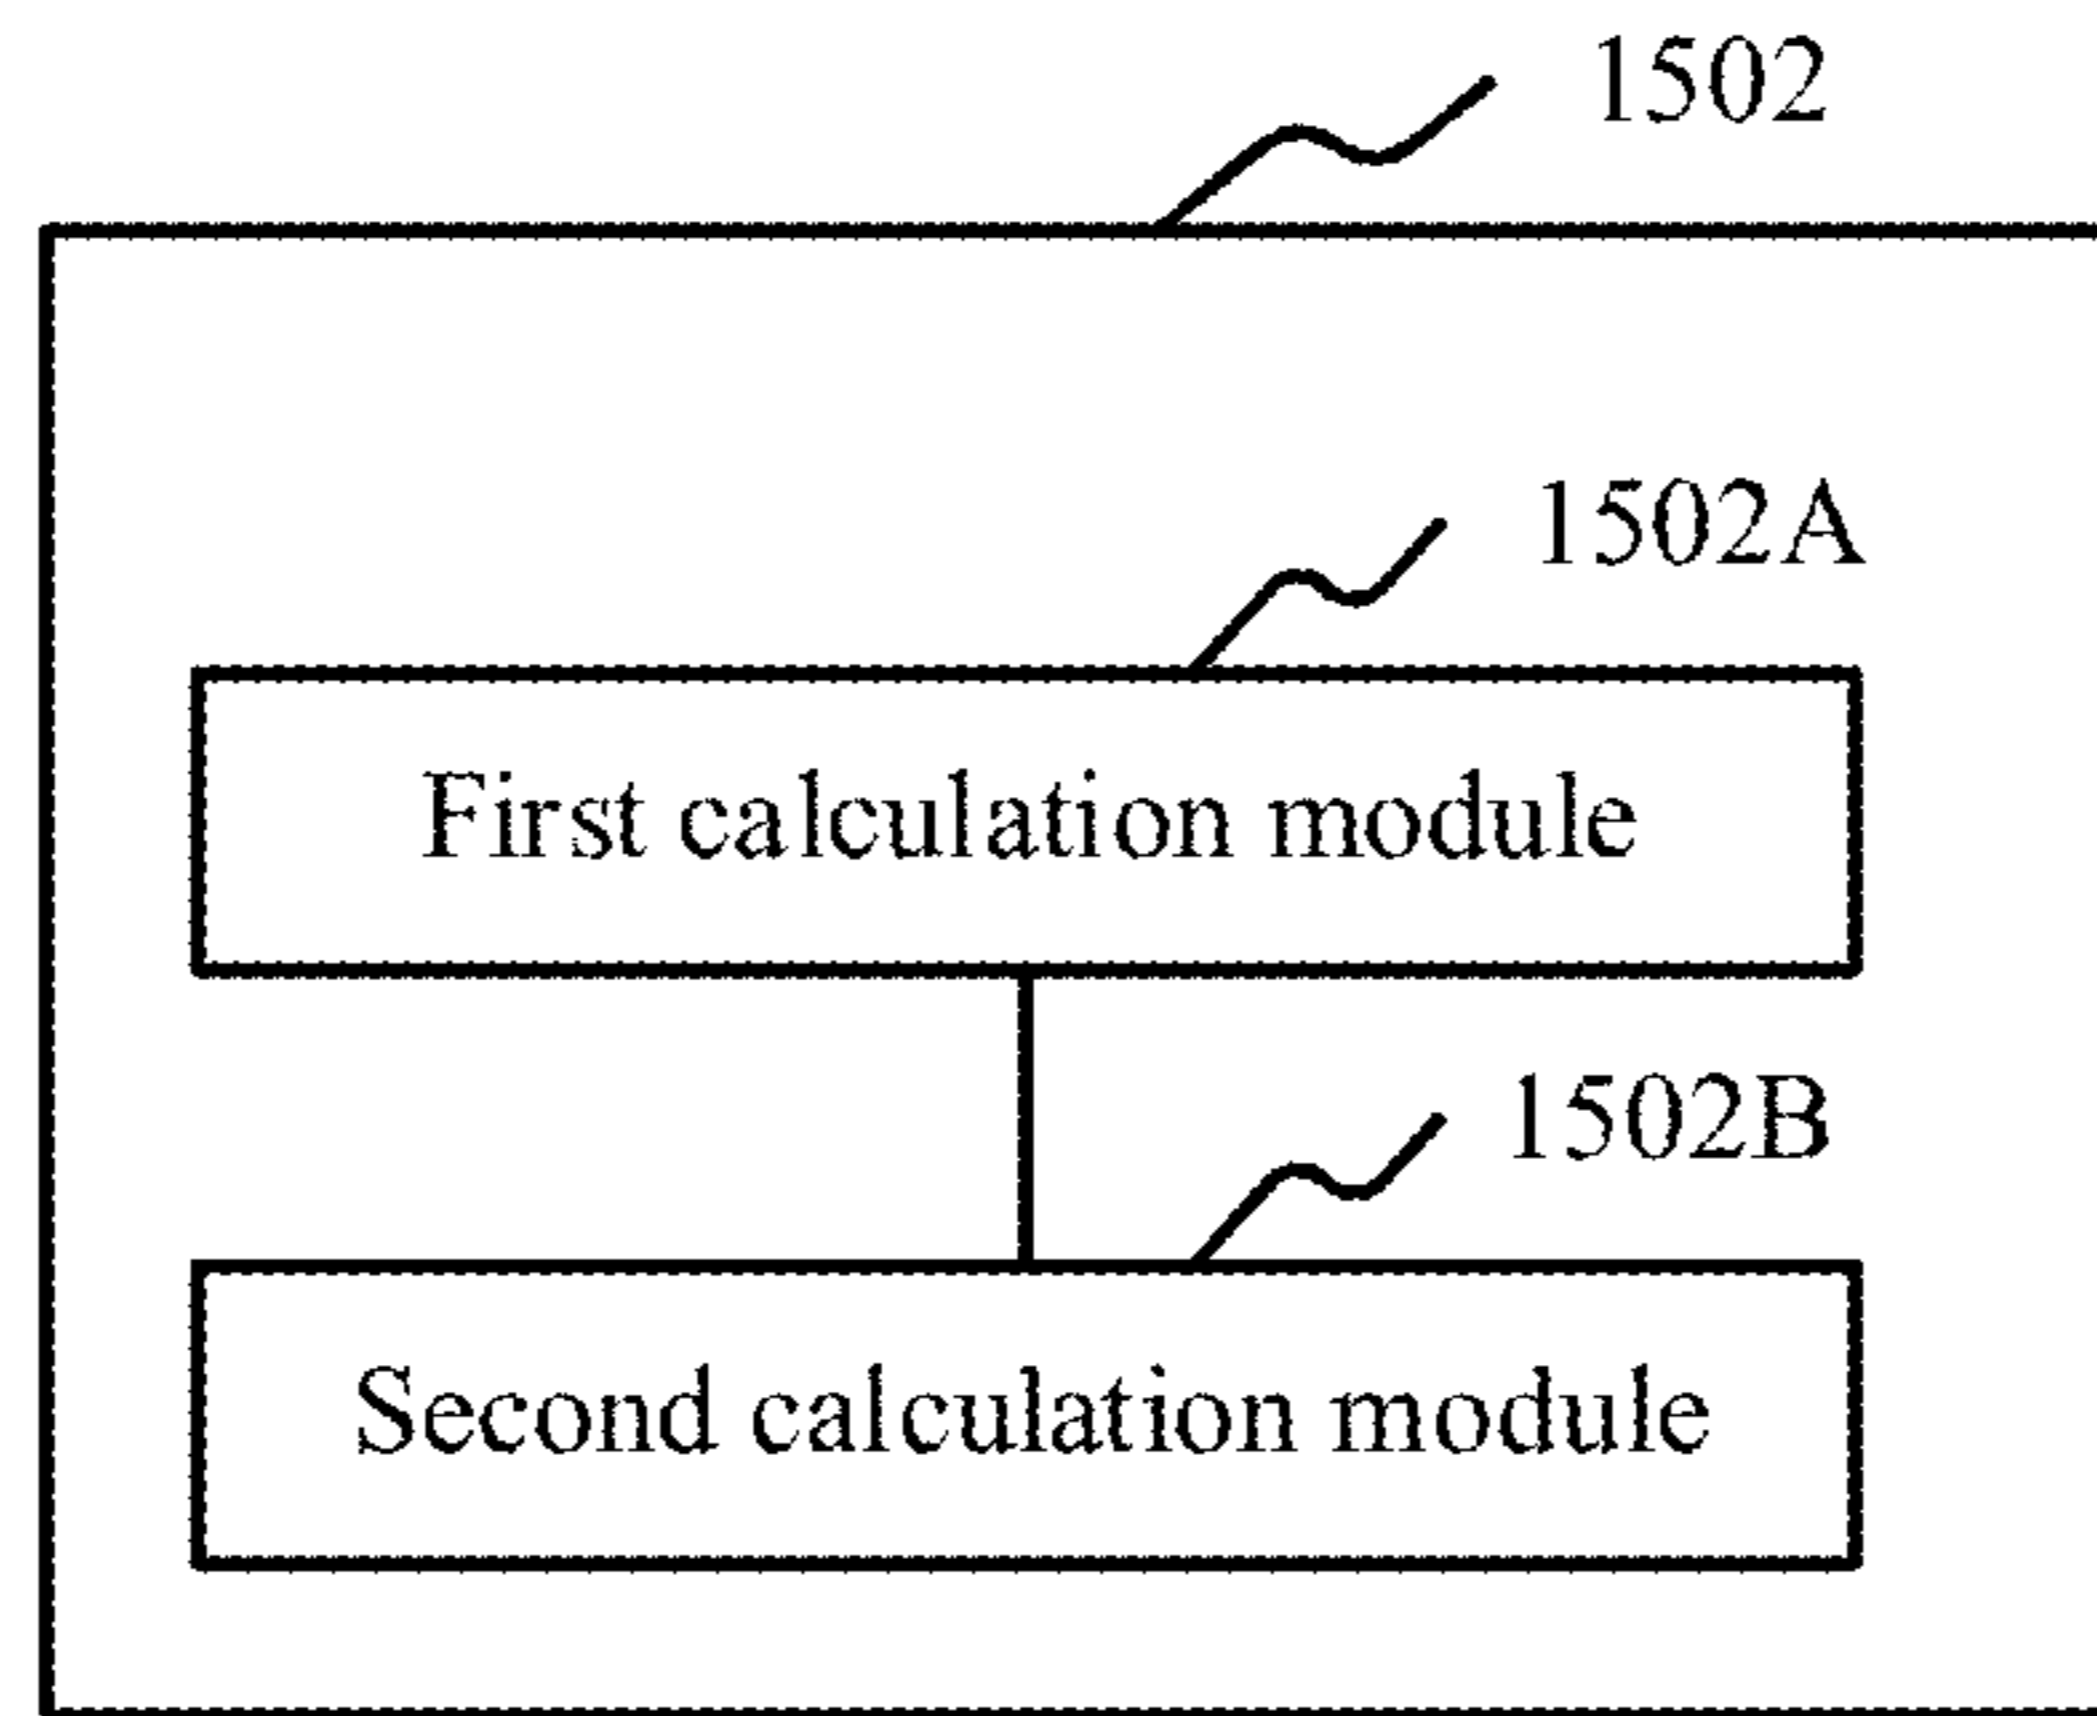 1502
1502A
First calculation module
1502B
Second calculation module